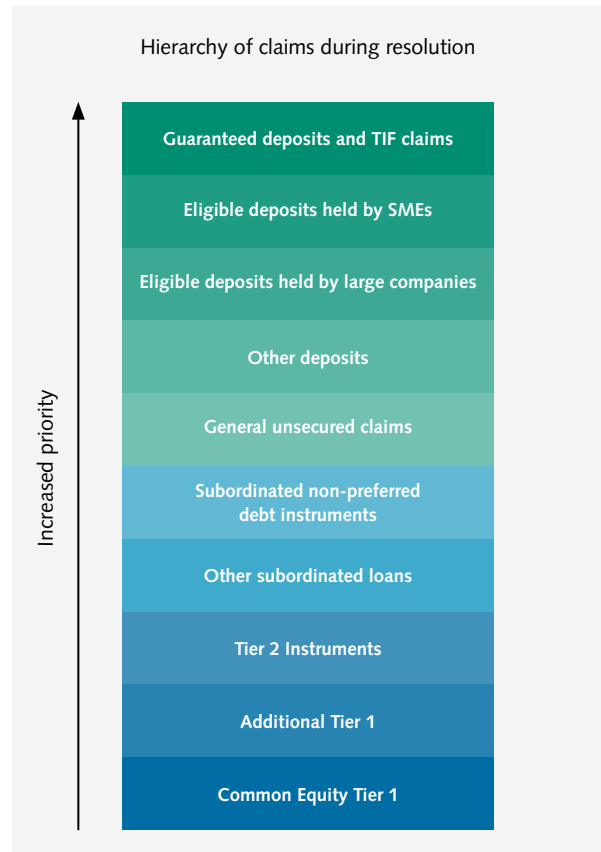 Hierarchy of claims during resolution
Guaranteed deposits and TIF claims
Eligible deposits held by SMEs
Eligible deposits held by large companies
Other deposits
General unsecured claims
Subordinated non-preferred
debt instruments
Other subordinated loans
Tier 2 Instruments
Additional Tier 1
Common Equity Tier 1
Increased priority